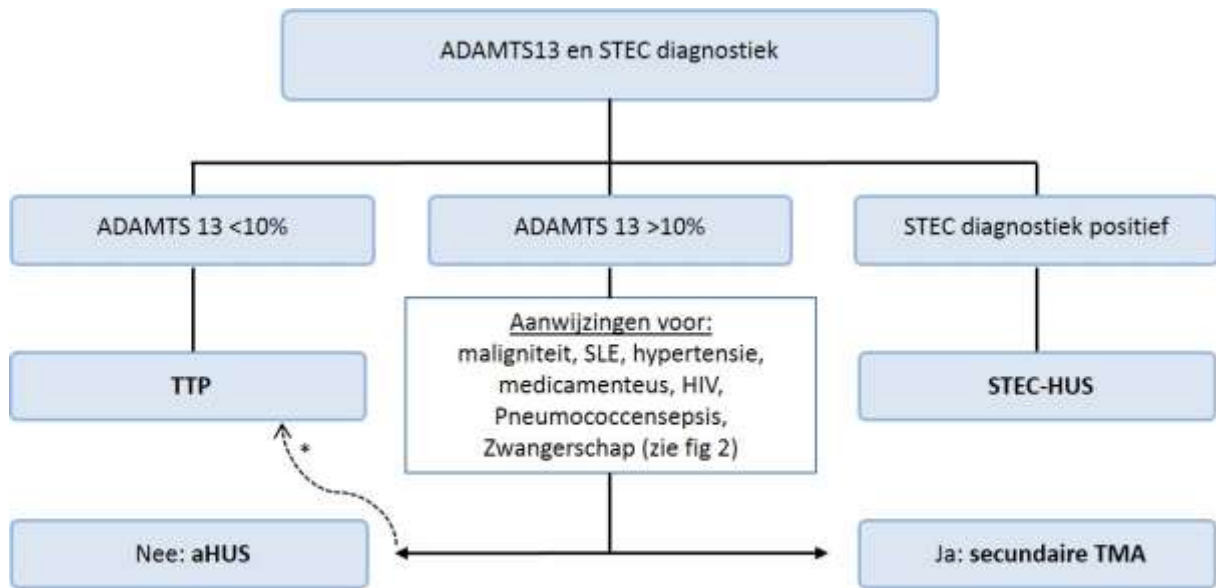 ADAMTS13 en STEC diagnostiek
ADAMTS 13 <10%
ADAMTS 13 >10%
STEC diagnostiek positief
Aanwijzingen voor:
maligniteit, SLE, hypertensie,
medicamenteus, HIV,
Pneumococcensepsis,
Zwangerschap (zie fig 2)
TTP
STEC-HUS
*
Nee: aHUS
Ja: secundaire TMA